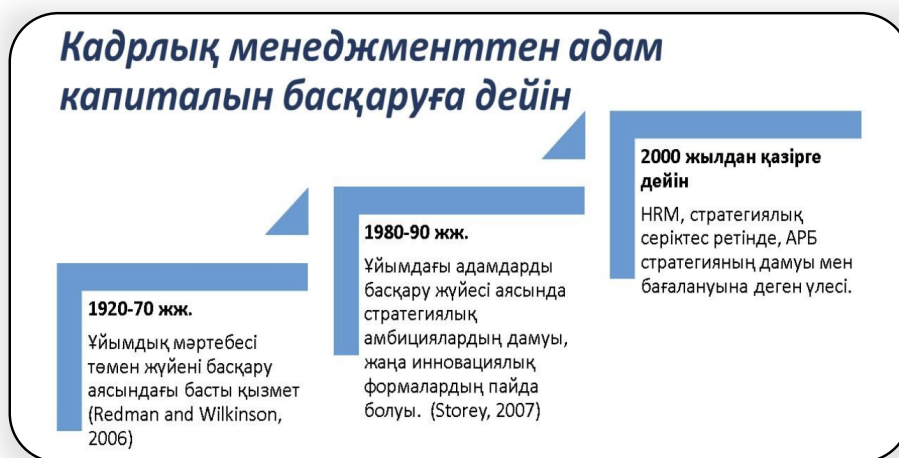 Кадрлық менеджменттен адам
капиталын басқаруға дейін
1920-70 жж.
Ұйымдық мәртебесі
төмен жүйені басқару
аясындағы басты қызмет
(Redman and Wilkinson,
2006)
1980-90 жж.
Ұйымдағы адамдарды
басқару жүйесі аясында
стратегиялық
амбициялардың дамуы,
жаңа инновациялық
формалардың пайда
болуы. (Storey, 2007)
2000 жылдан қазірге
дейін
HRM, стратегиялық
серіктес ретінде, АРБ
стратегияның дамуы мен
бағалануына деген үлесі.